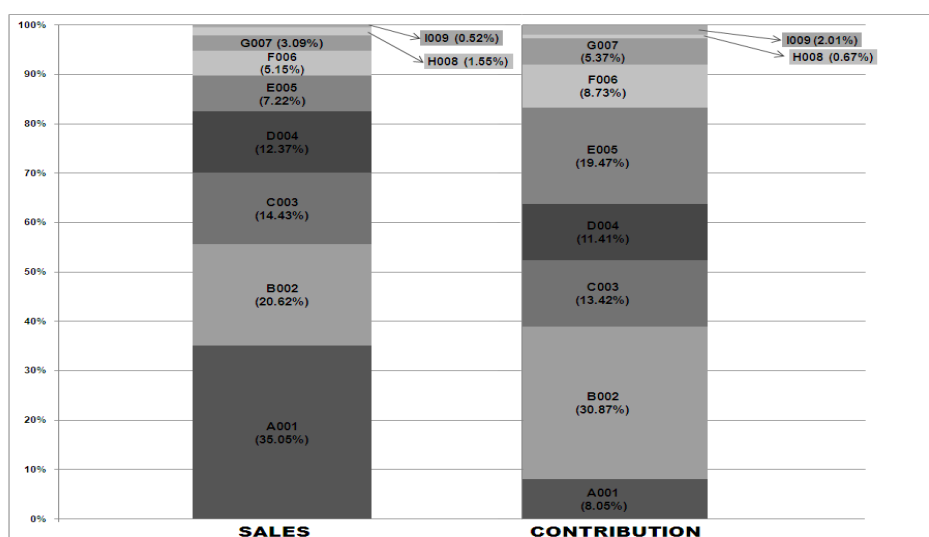 100%
90%
80%
70%
60%
50%
40%
30%
20%
10%
0%
G007 (3.09%)
F006
(5.15%)
E005
(7.22%)
D004
(12.37%)
C003
(14.43%)
B002
(20.62%)
A001
(35.05%)
I009 (0.52%)
H008 (1.55%)
G007
(5.37%)
F006
(8.73%)
E005
(19.47%)
D004
(11.41%)
C003
(13.42%)
B002
(30.87%)
A001
(8.05%)
I009 (2.01%)
H008 (0.67%)
SALES
CONTRIBUTION